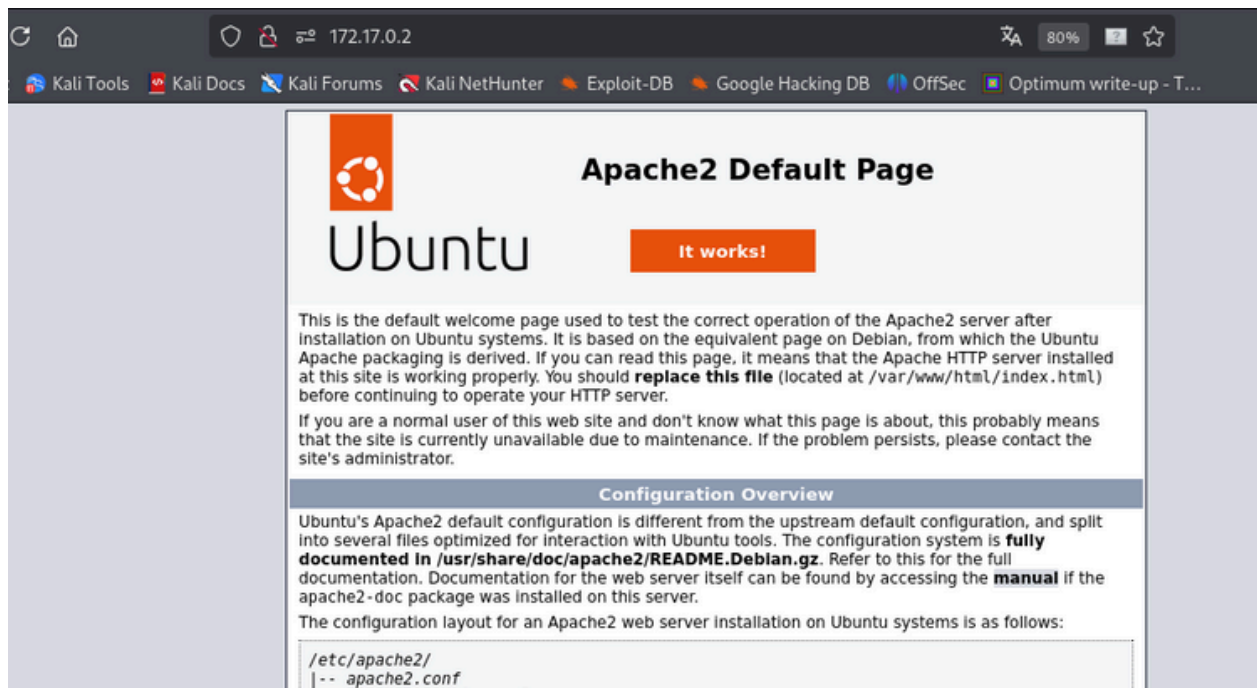 172.17.0.2
80%
Kali Tools Kali Docs Kali Forums Kali NetHunter Exploit-DB Google Hacking DB OffSec Optimum write-up - T...
Ubuntu
Apache2 Default Page
It works!
This is the default welcome page used to test the correct operation of the Apache2 server after
installation on Ubuntu systems. It is based on the equivalent page on Debian, from which the Ubuntu
Apache packaging is derived. If you can read this page, it means that the Apache HTTP server installed
at this site is working properly. You should replace this file (located at /var/www/html/index.html)
before continuing to operate your HTTP server.
If you are a normal user of this web site and don't know what this page is about, this probably means
that the site is currently unavailable due to maintenance. If the problem persists, please contact the
site's administrator.
Configuration Overview
Ubuntu's Apache2 default configuration is different from the upstream default configuration, and split
into several files optimized for interaction with Ubuntu tools. The configuration system is fully
documented in /usr/share/doc/apache2/README.Debian.gz. Refer to this for the full
documentation. Documentation for the web server itself can be found by accessing the manual if the
apache2-doc package was installed on this server.
The configuration layout for an Apache2 web server installation on Ubuntu systems is as follows:
/etc/apache2/
|-- apache2.conf